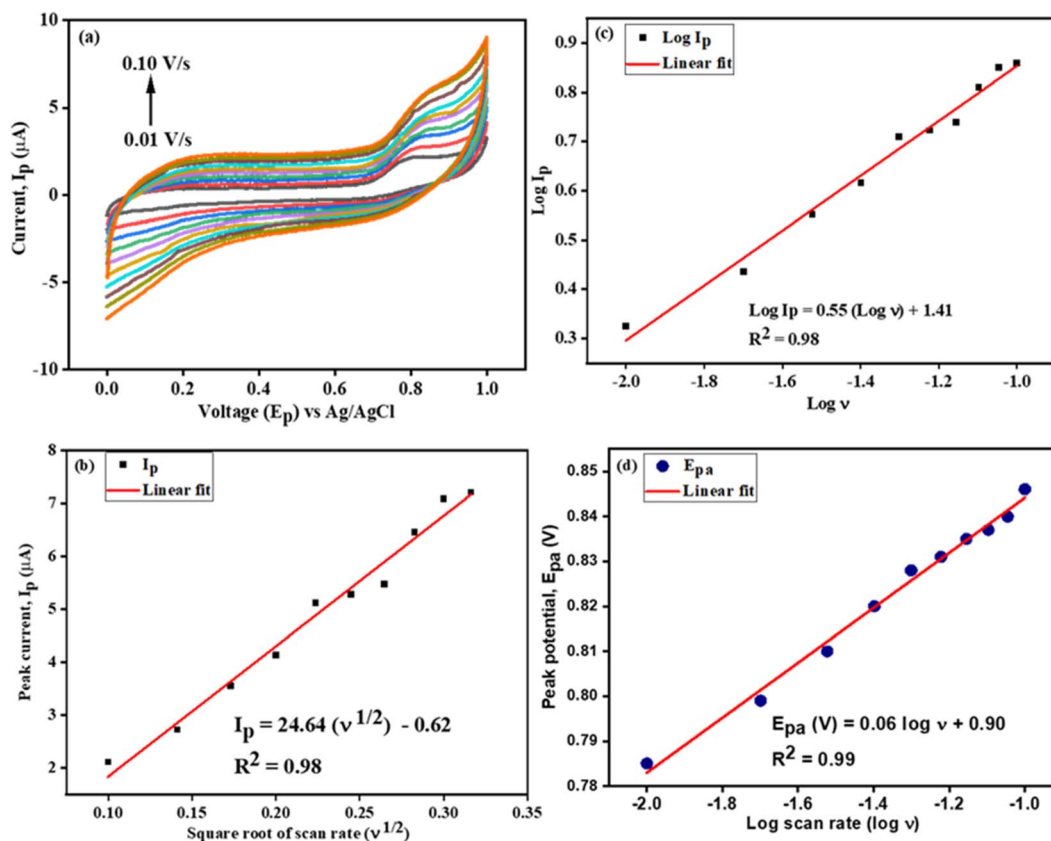 (a)
0.10 V/s
0.01 V/s
10
5
0
-5
-10
Current, Ip (µA)
0.0 0.2 0.4 0.6 0.8 1.0
Voltage (Ep) vs Ag/AgCl
(c)
Log Ip
Linear fit
0.9
0.8
0.7
0.6
0.5
0.4
0.3
Log Ip
Log Ip = 0.55 (Log ν) + 1.41
R² = 0.98
-2.0 -1.8 -1.6 -1.4 -1.2 -1.0
Log ν
(b)
Ip
Linear fit
8
7
6
5
4
3
2
Peak current, Ip (µA)
Ip = 24.64 (ν^1/2) - 0.62
R² = 0.98
0.10 0.15 0.20 0.25 0.30 0.35
Square root of scan rate (ν^1/2)
(d)
Epa
Linear fit
0.85
0.84
0.83
0.82
0.81
0.80
0.79
0.78
Peak potential, Epa (V)
Epa (V) = 0.06 log ν + 0.90
R² = 0.99
-2.0 -1.8 -1.6 -1.4 -1.2 -1.0
Log scan rate (log ν)